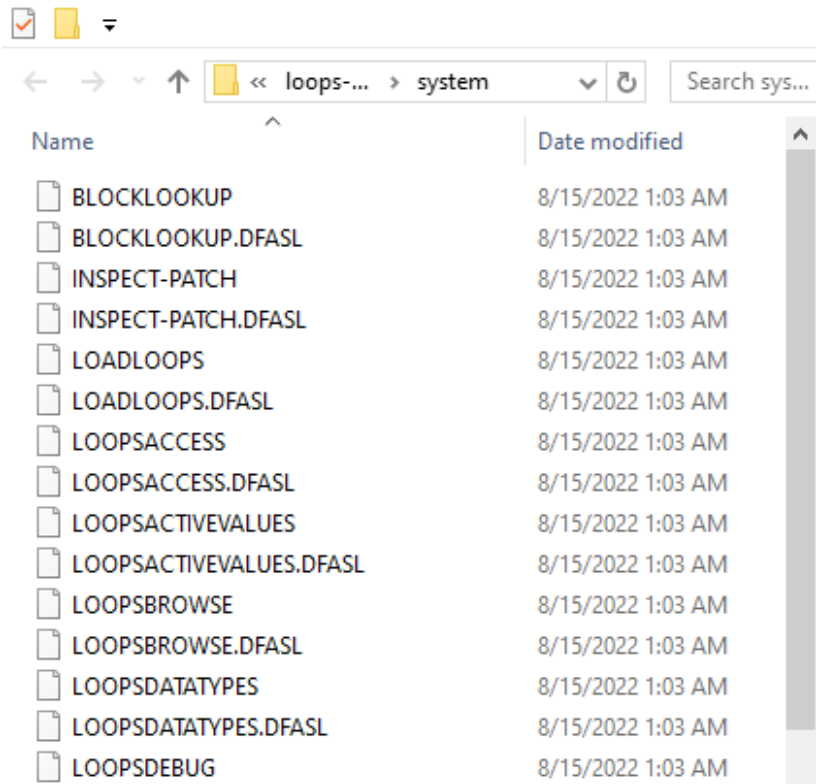 « loops-... > system Search sys...
Name Date modified
BLOCKLOOKUP 8/15/2022 1:03 AM
BLOCKLOOKUP.DFASL 8/15/2022 1:03 AM
INSPECT-PATCH 8/15/2022 1:03 AM
INSPECT-PATCH.DFASL 8/15/2022 1:03 AM
LOADLOOPS 8/15/2022 1:03 AM
LOADLOOPS.DFASL 8/15/2022 1:03 AM
LOOPSACCESS 8/15/2022 1:03 AM
LOOPSACCESS.DFASL 8/15/2022 1:03 AM
LOOPSACTIVEVALUES 8/15/2022 1:03 AM
LOOPSACTIVEVALUES.DFASL 8/15/2022 1:03 AM
LOOPSBROWSE 8/15/2022 1:03 AM
LOOPSBROWSE.DFASL 8/15/2022 1:03 AM
LOOPSDATATYPES 8/15/2022 1:03 AM
LOOPSDATATYPES.DFASL 8/15/2022 1:03 AM
LOOPSDEBUG 8/15/2022 1:03 AM